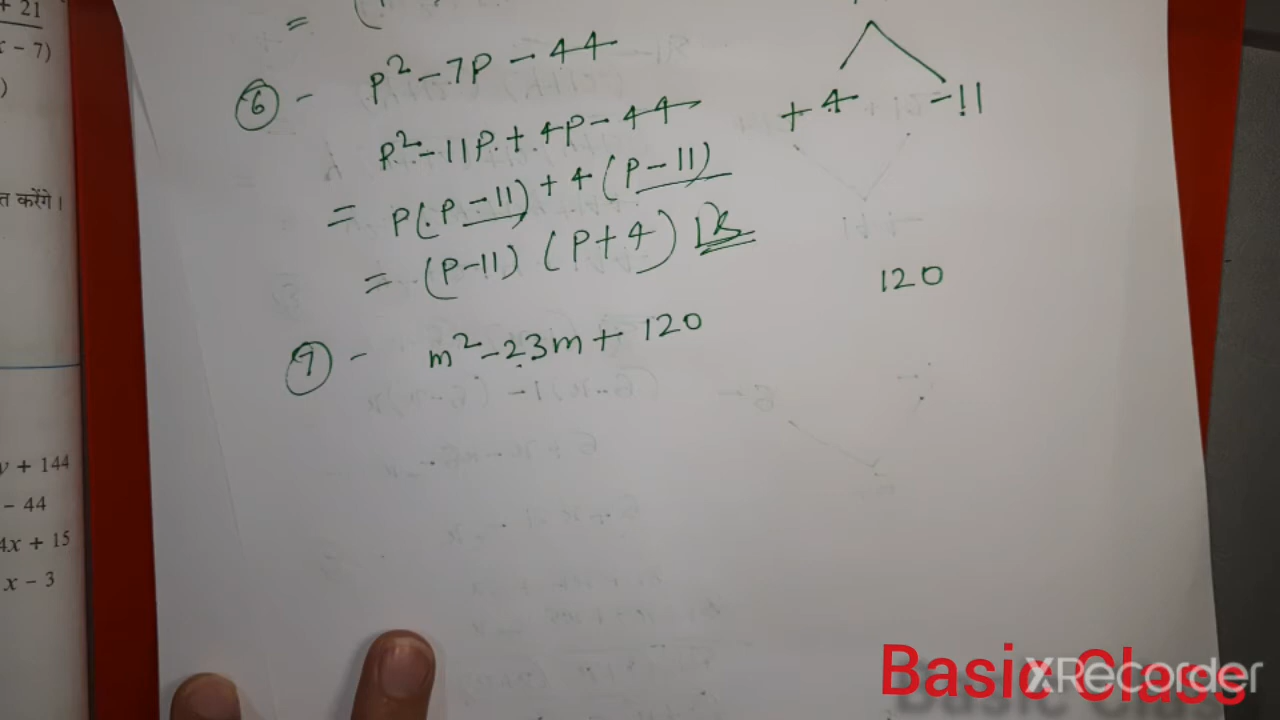 + 21
x - 7)
)
= (
⑥ - p² - 7p - 44
p² - 11p + 4p - 44
+4 -11
= p(p - 11) + 4(p - 11)
= (p - 11) (p + 4)
120
⑦ - m² - 23m + 120
त करेंगे।
y + 144
- 44
4x + 15
x - 3
Basic Class
XRecorder